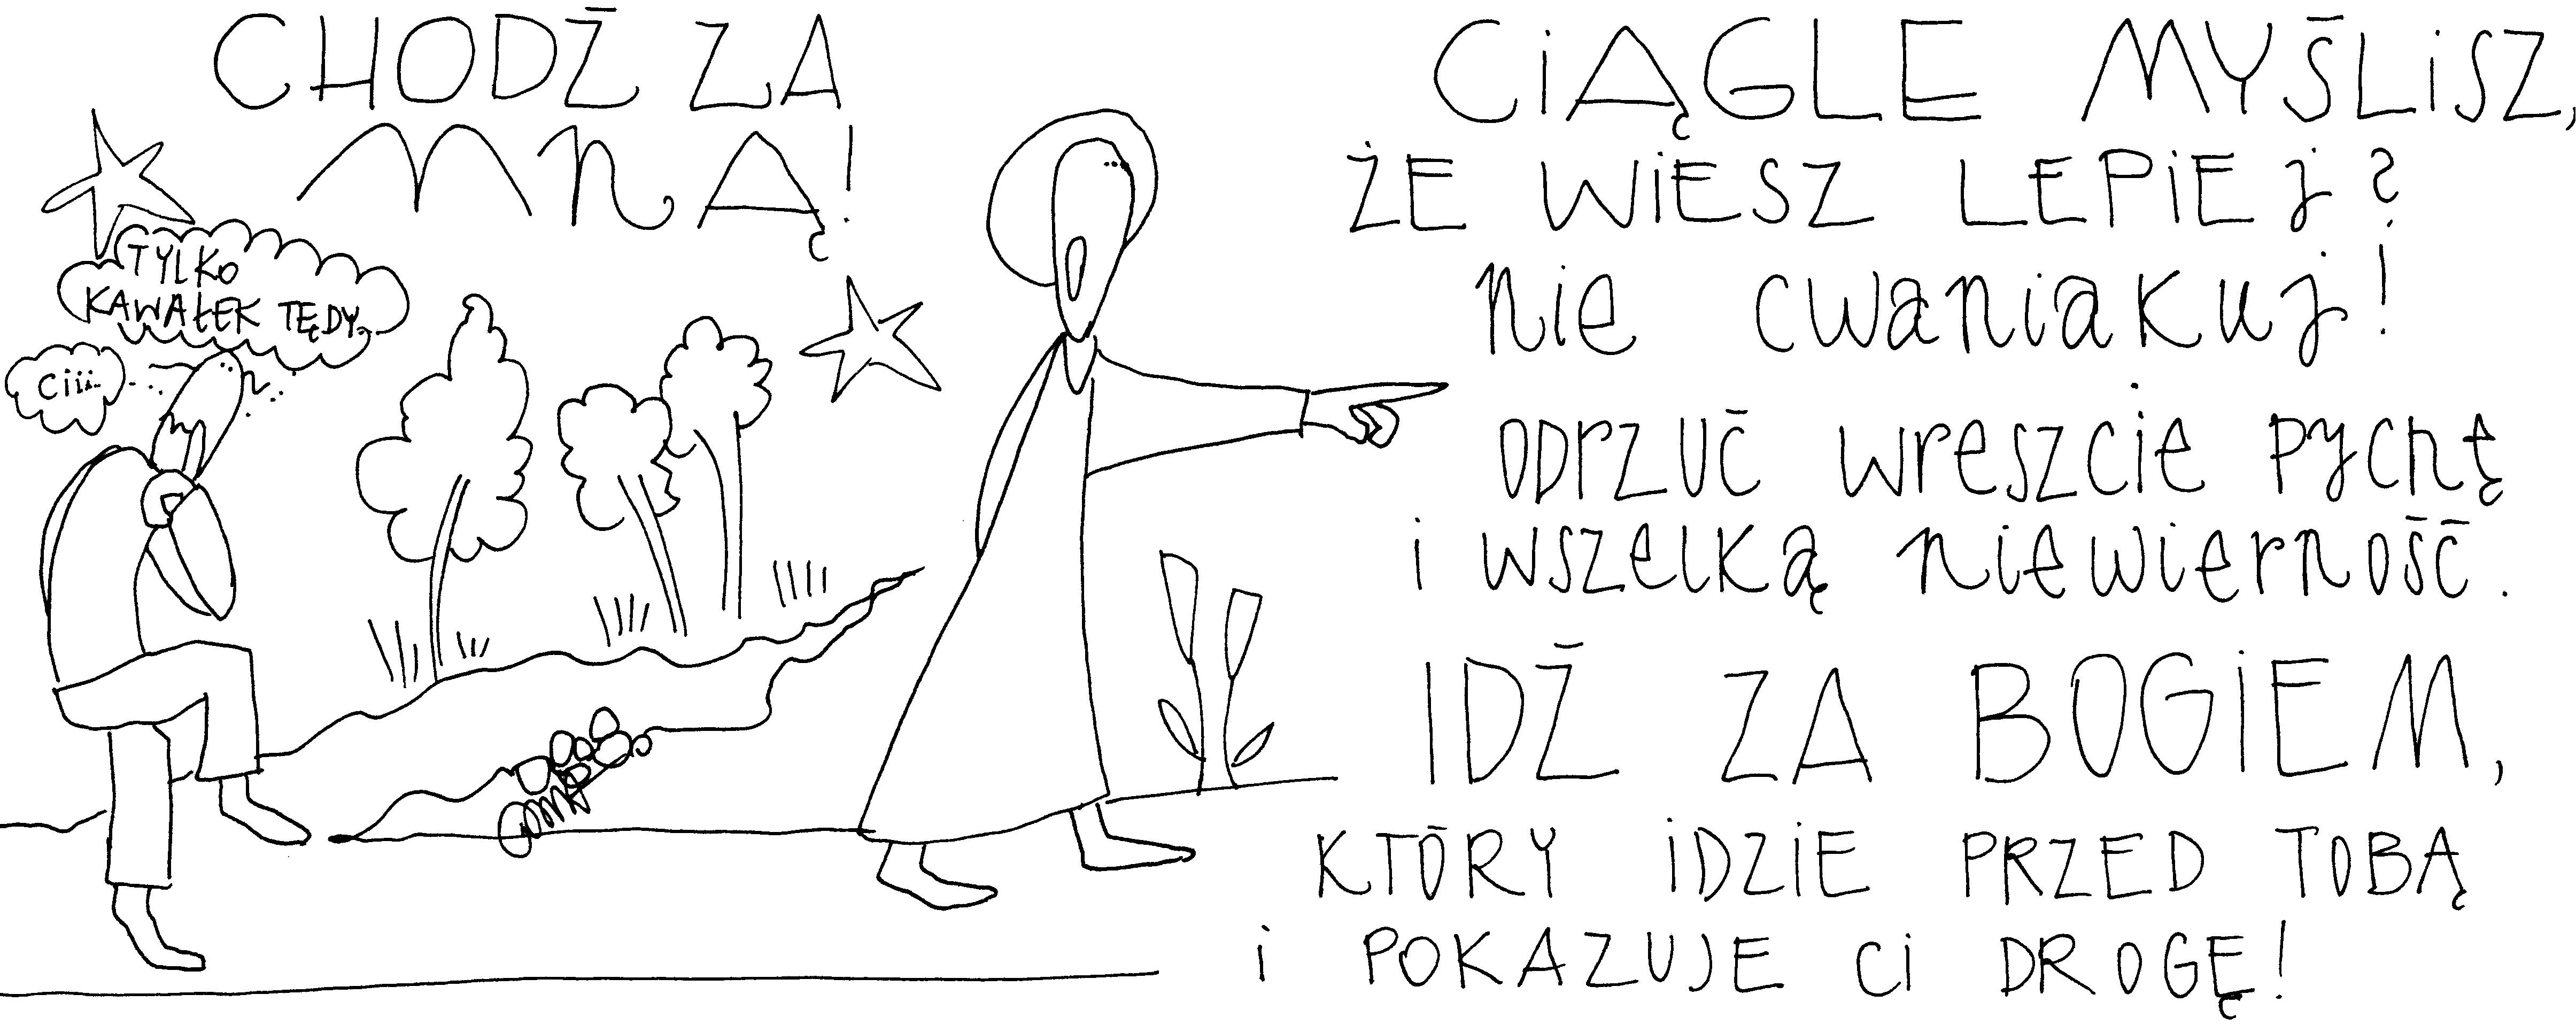 CHODŹ ZA
MNĄ!
TYLKO
KAWAŁEK TĘDY,
Ciii...
CiĄGLE MYŚLiSZ,
ŻE WiESZ LEPiEj?
nie cwaniakuj!
ODrZUĆ wreszcie pychę
i wszelką niewierność.
IDŹ ZA BOGiEM,
KTÓRY iDZiE PRZED TOBĄ
i POKAZUJE Ci DROGĘ!